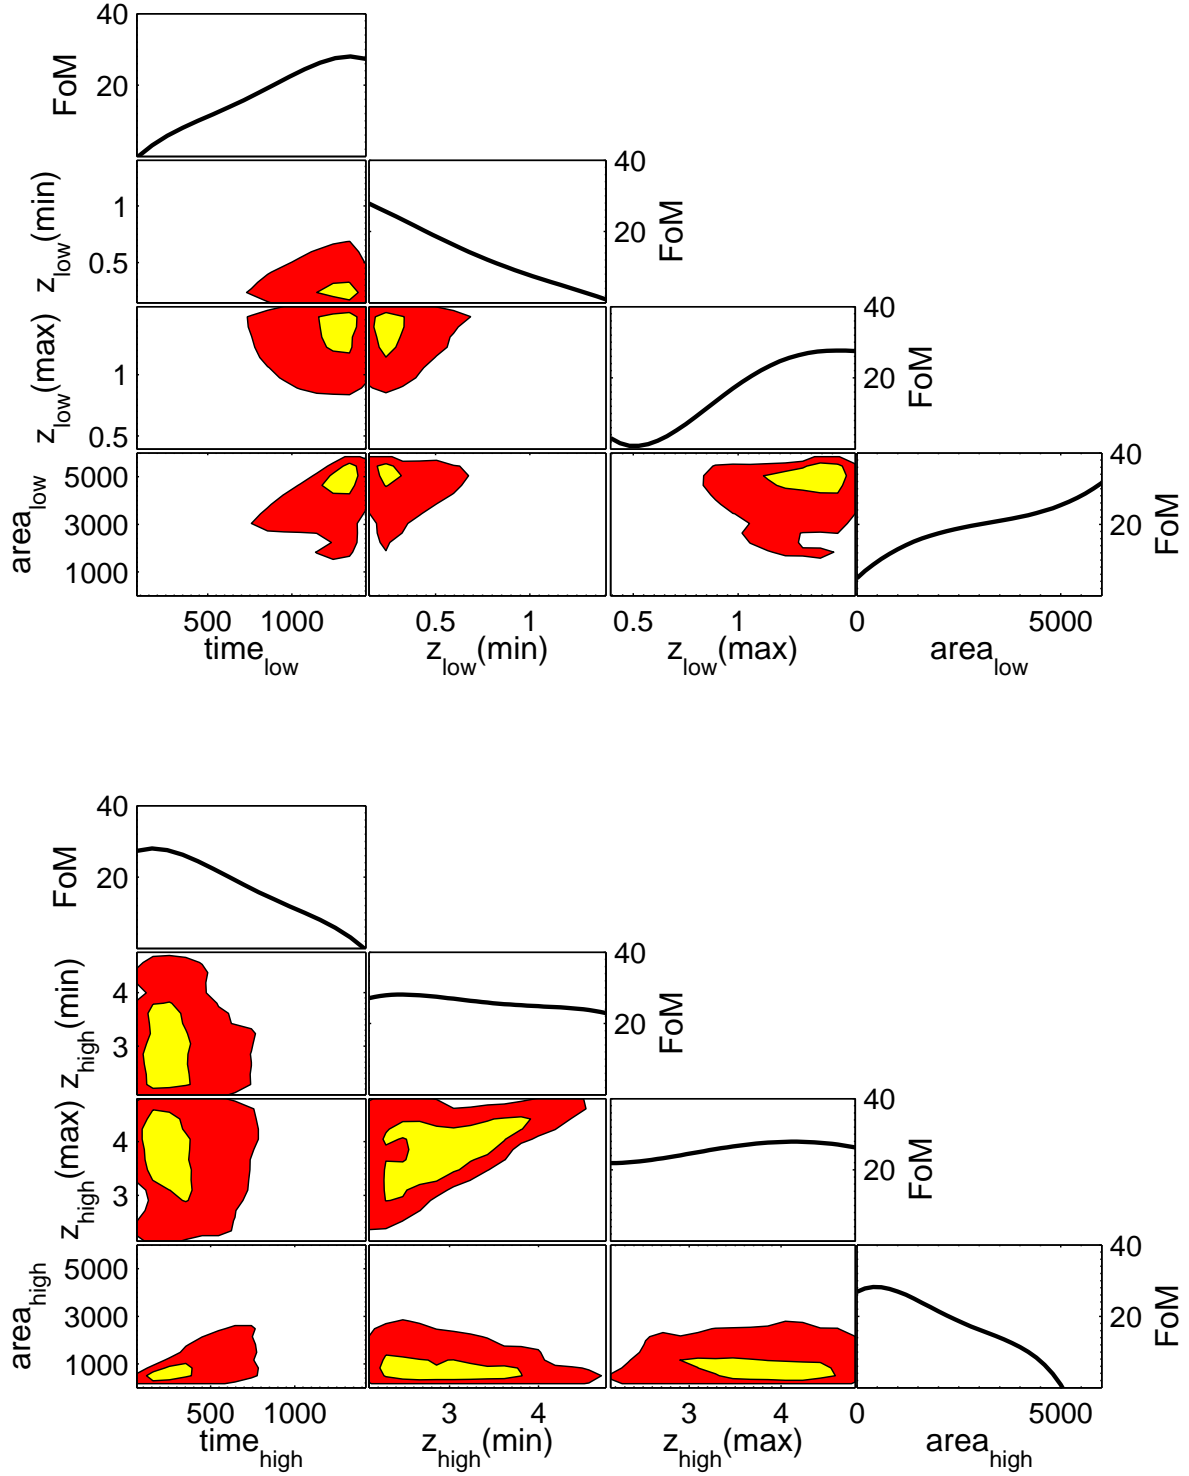 40
20
FoM
z_low(min)
1
0.5
40
20
FoM
z_low(max)
1
0.5
40
20
FoM
area_low
5000
3000
1000
40
20
FoM
500 1000 0.5 1 0.5 1 0 5000
time_low z_low(min) z_low(max) area_low
40
20
FoM
z_high(min)
4
3
40
20
FoM
z_high(max)
4
3
40
20
FoM
area_high
5000
3000
1000
40
20
FoM
500 1000 3 4 3 4 0 5000
time_high z_high(min) z_high(max) area_high